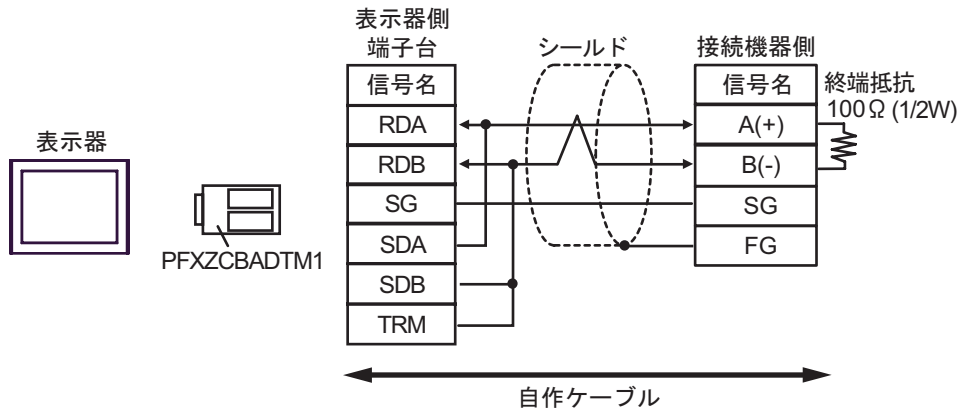 表示器
PFXZCBADTM1
表示器側
端子台
信号名
RDA
RDB
SG
SDA
SDB
TRM
シールド
接続機器側
信号名
A(+)
B(-)
SG
FG
終端抵抗
100Ω (1/2W)
自作ケーブル